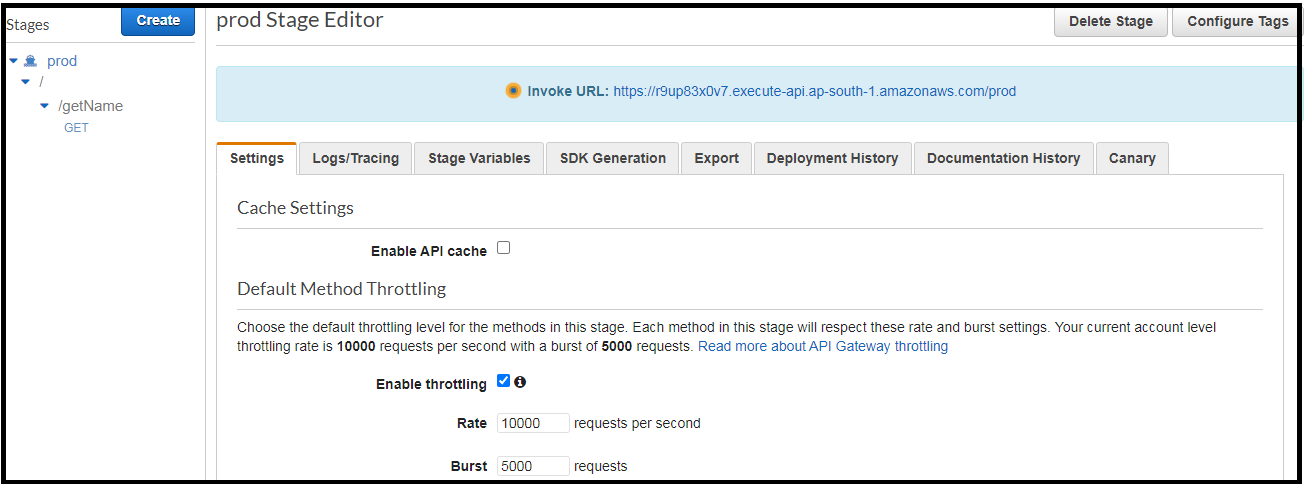 Stages
Create
prod
/
/getName
GET
prod Stage Editor
Delete Stage
Configure Tags
Invoke URL: https://r9up83x0v7.execute-api.ap-south-1.amazonaws.com/prod
Settings
Logs/Tracing
Stage Variables
SDK Generation
Export
Deployment History
Documentation History
Canary
Cache Settings
Enable API cache
Default Method Throttling
Choose the default throttling level for the methods in this stage. Each method in this stage will respect these rate and burst settings. Your current account level
throttling rate is 10000 requests per second with a burst of 5000 requests. Read more about API Gateway throttling
Enable throttling
Rate 10000 requests per second
Burst 5000 requests